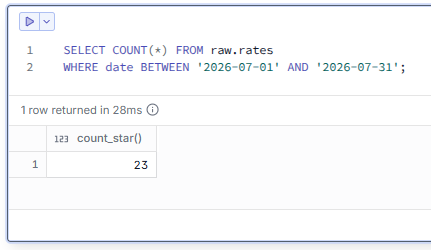 1 SELECT COUNT(*) FROM raw.rates
2 WHERE date BETWEEN '2026-07-01' AND '2026-07-31';
1 row returned in 28ms
123 count_star()
1 23